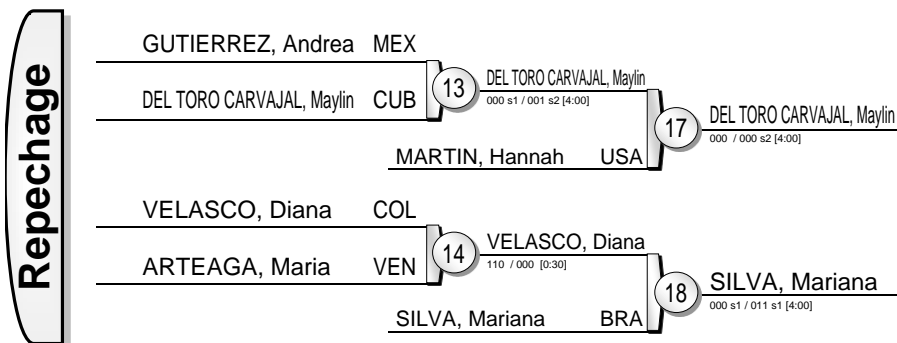 Repechage
GUTIERREZ, Andrea MEX
DEL TORO CARVAJAL, Maylin CUB
13
DEL TORO CARVAJAL, Maylin
000 s1 / 001 s2 [4:00]
MARTIN, Hannah USA
17
DEL TORO CARVAJAL, Maylin
000 / 000 s2 [4:00]
VELASCO, Diana COL
ARTEAGA, Maria VEN
14
VELASCO, Diana
110 / 000 [0:30]
SILVA, Mariana BRA
18
SILVA, Mariana
000 s1 / 011 s1 [4:00]